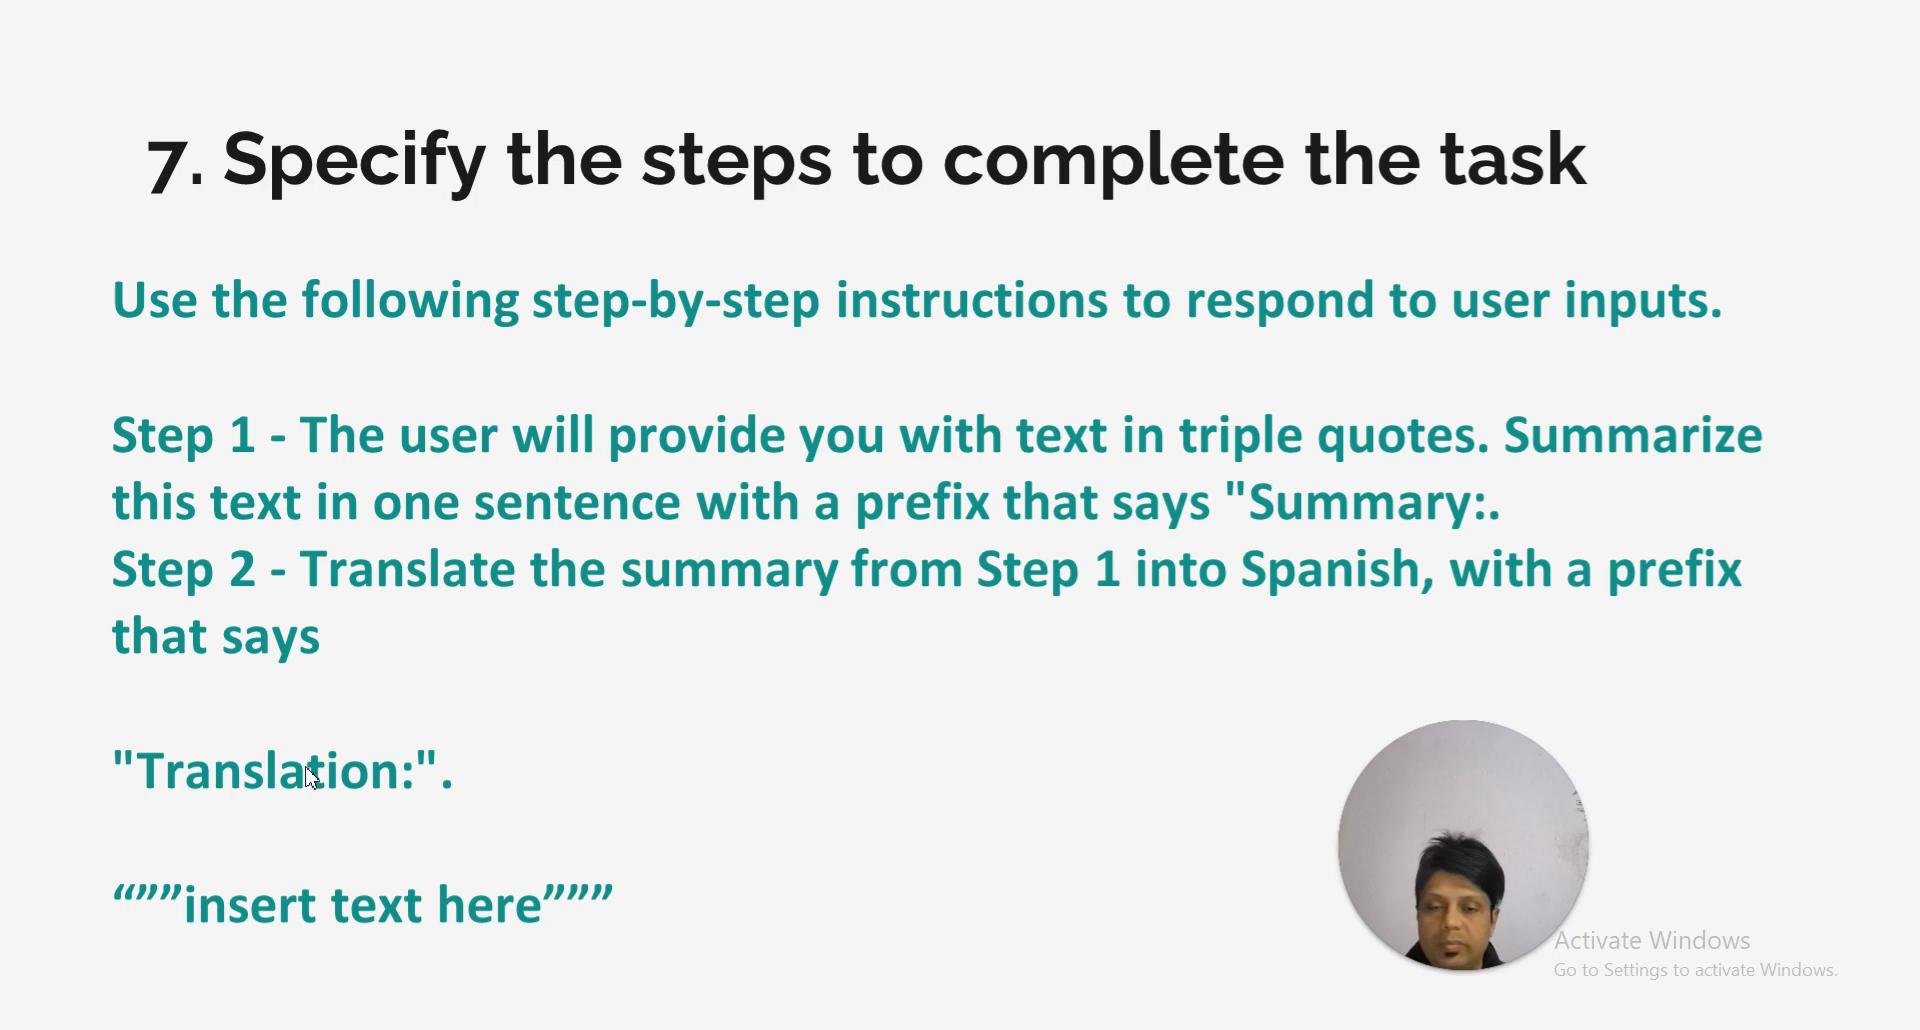 7. Specify the steps to complete the task
Use the following step-by-step instructions to respond to user inputs.
Step 1 - The user will provide you with text in triple quotes. Summarize
this text in one sentence with a prefix that says "Summary:.
Step 2 - Translate the summary from Step 1 into Spanish, with a prefix
that says
"Translation:".
“””insert text here”””
Activate Windows
Go to Settings to activate Windows.